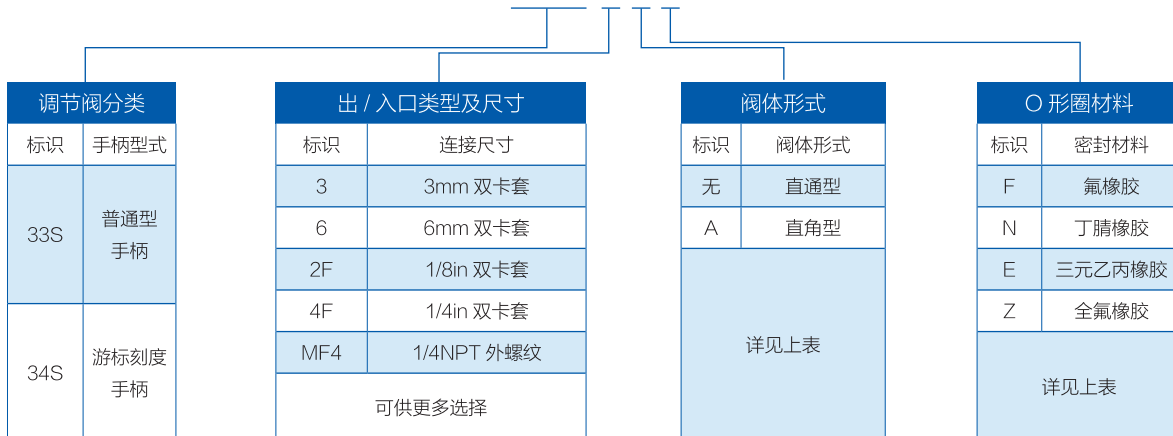 调节阀分类
标识 手柄型式
33S 普通型
手柄
34S 游标刻度
手柄
出 / 入口类型及尺寸
标识 连接尺寸
3 3mm 双卡套
6 6mm 双卡套
2F 1/8in 双卡套
4F 1/4in 双卡套
MF4 1/4NPT 外螺纹
可供更多选择
阀体形式
标识 阀体形式
无 直通型
A 直角型
详见上表
O 形圈材料
标识 密封材料
F 氟橡胶
N 丁腈橡胶
E 三元乙丙橡胶
Z 全氟橡胶
详见上表